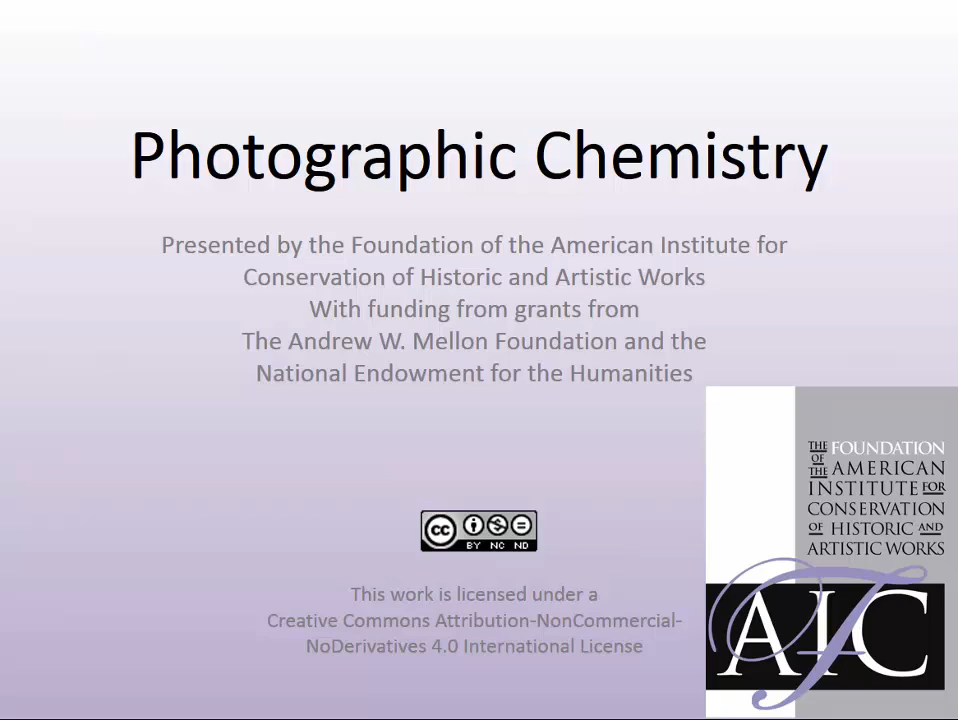 Photographic Chemistry
Presented by the Foundation of the American Institute for
Conservation of Historic and Artistic Works
With funding from grants from
The Andrew W. Mellon Foundation and the
National Endowment for the Humanities
THE FOUNDATION
OF
THE AMERICAN
INSTITUTE FOR
CONSERVATION
OF HISTORIC AND
ARTISTIC WORKS
cc
BY NC ND
This work is licensed under a
Creative Commons Attribution-NonCommercial-
NoDerivatives 4.0 International License
FAIC